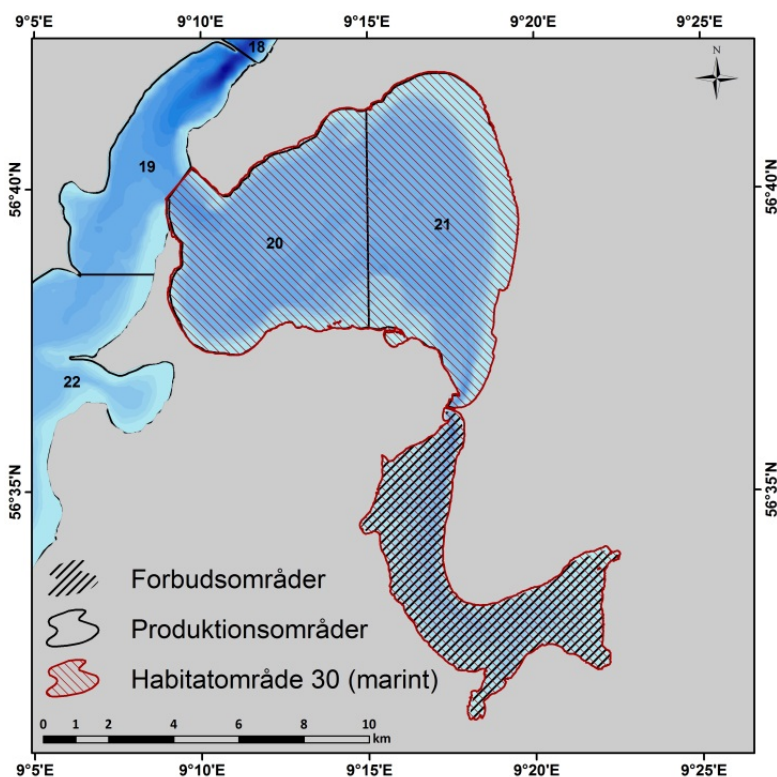 9°5'E 9°10'E 9°15'E 9°20'E 9°25'E
18
N
19
56°40'N 56°40'N
21
20
22
56°35'N 56°35'N
Forbudsområder
Produktionsområder
Habitatområde 30 (marint)
0 1 2 4 6 8 10
km
9°5'E 9°10'E 9°15'E 9°20'E 9°25'E